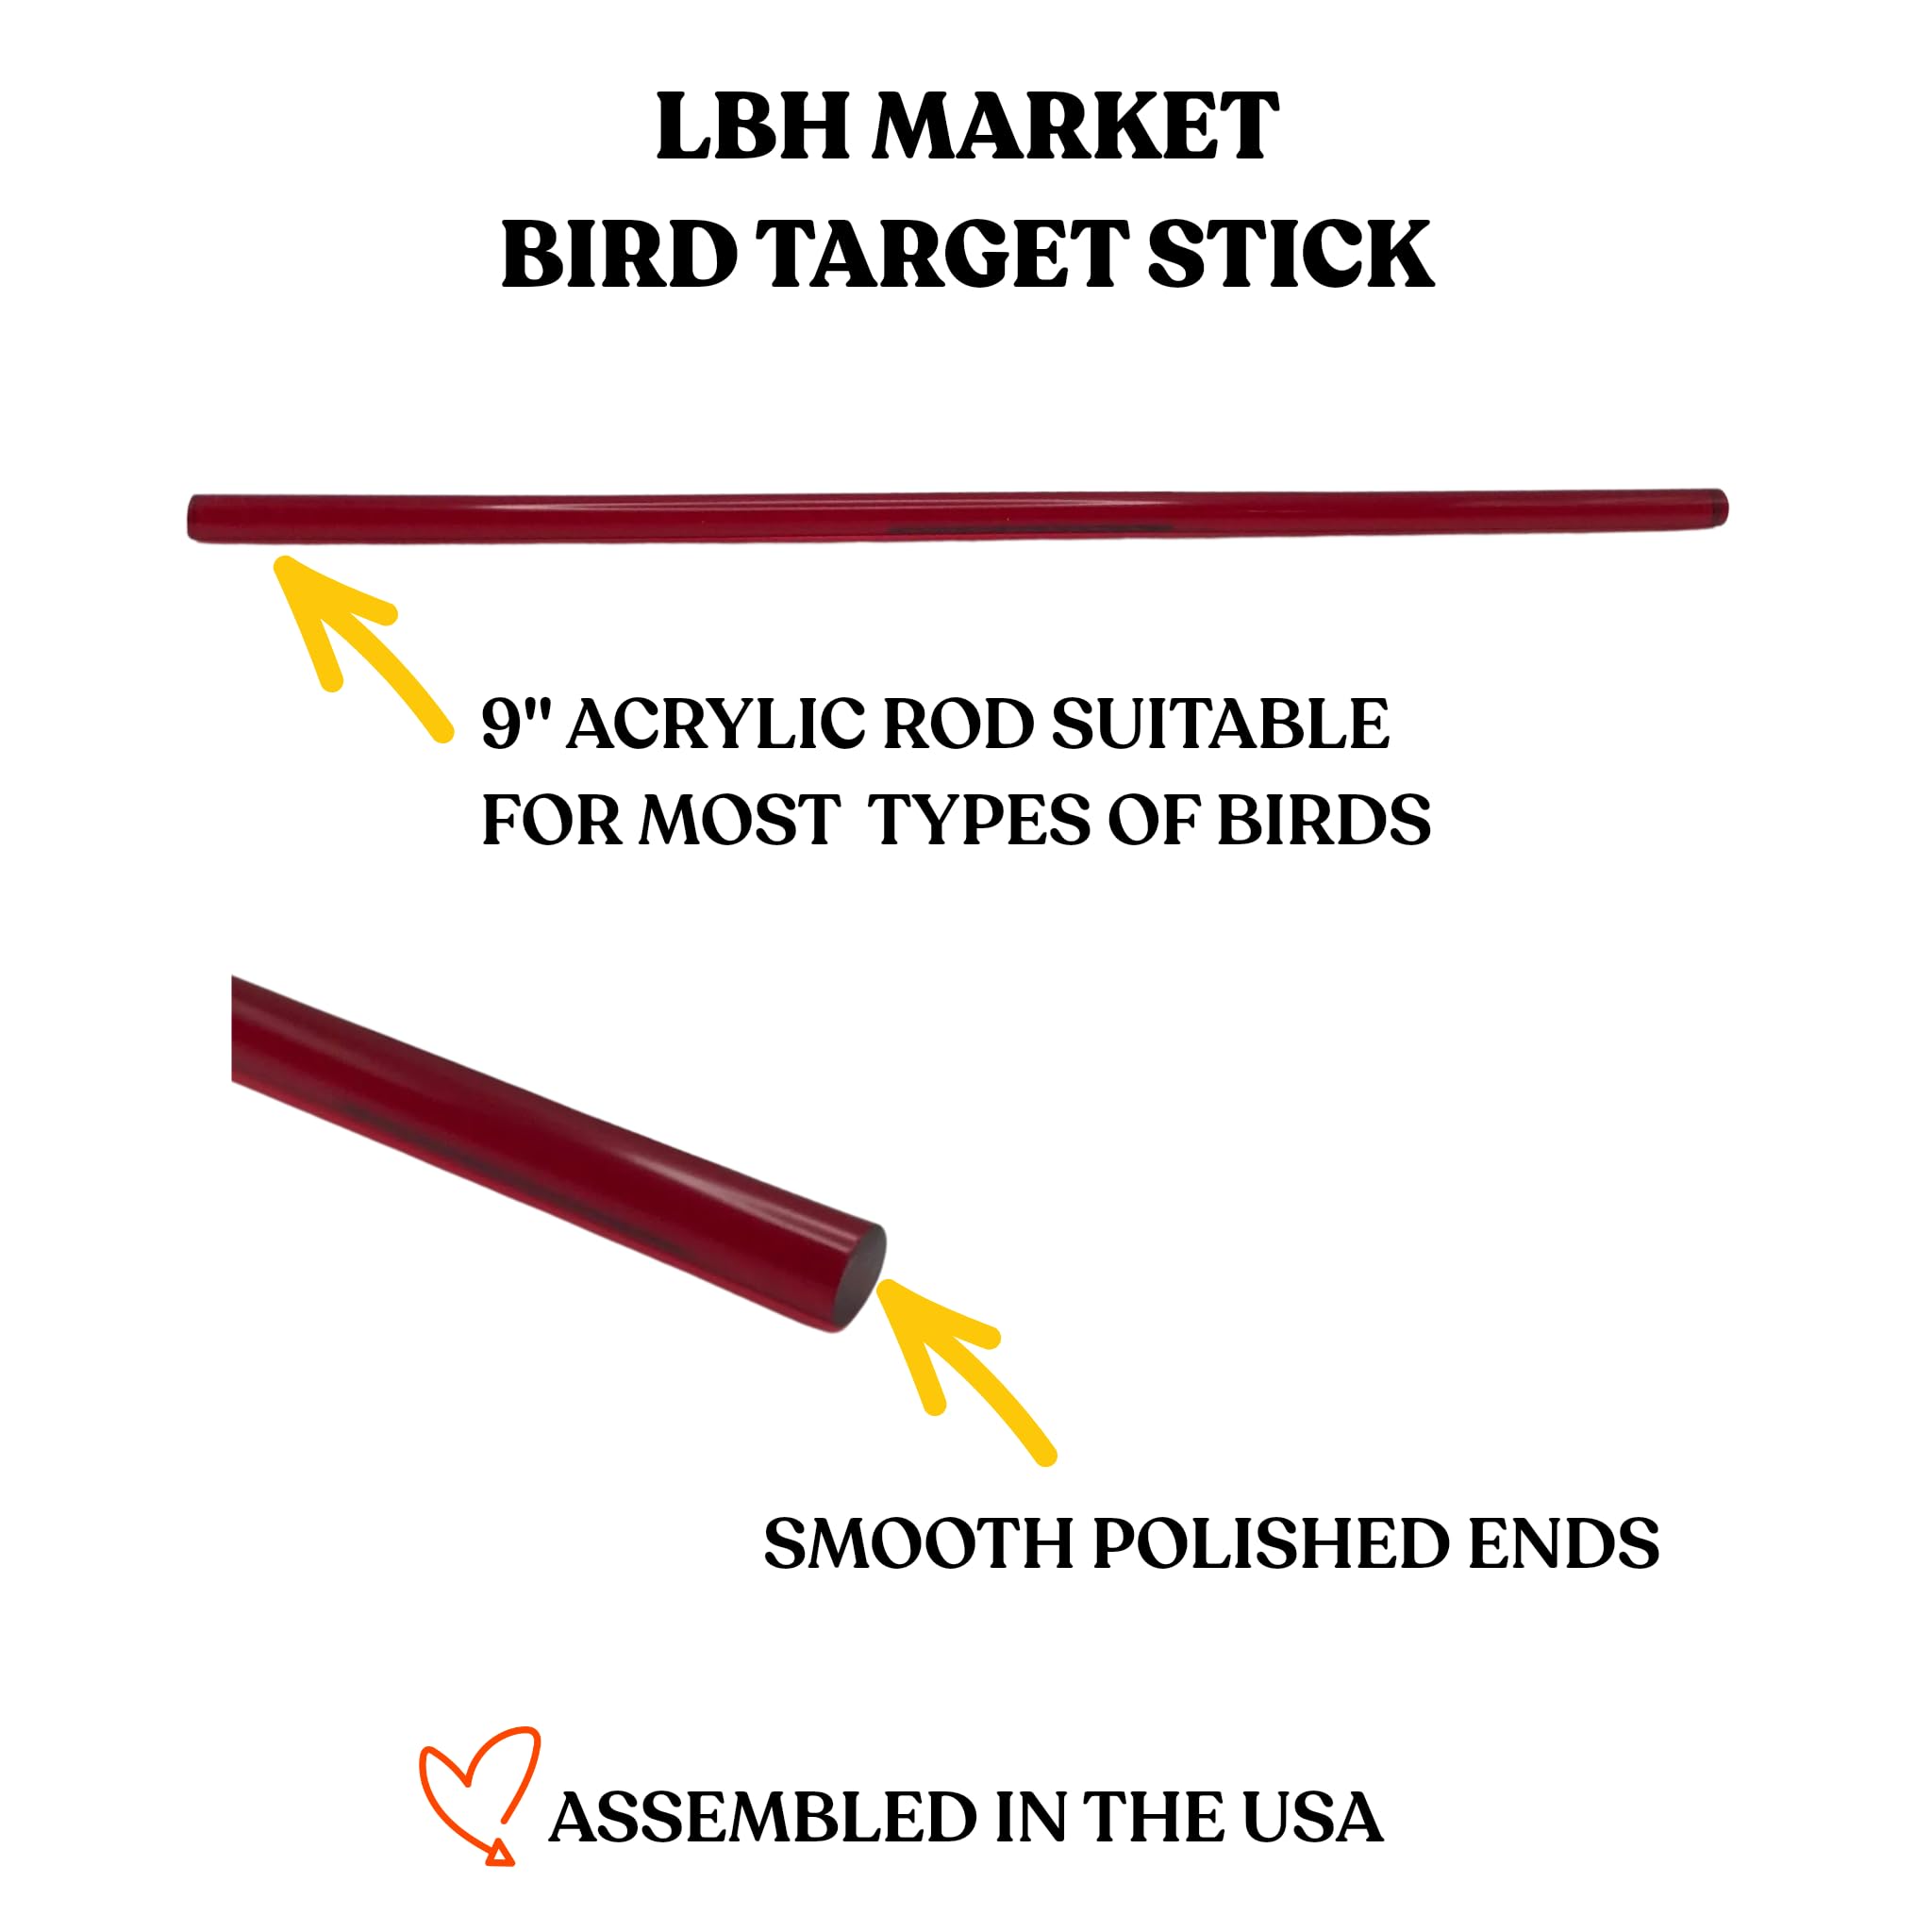 LBH MARKET
BIRD TARGET STICK
9" ACRYLIC ROD SUITABLE
FOR MOST TYPES OF BIRDS
SMOOTH POLISHED ENDS
ASSEMBLED IN THE USA